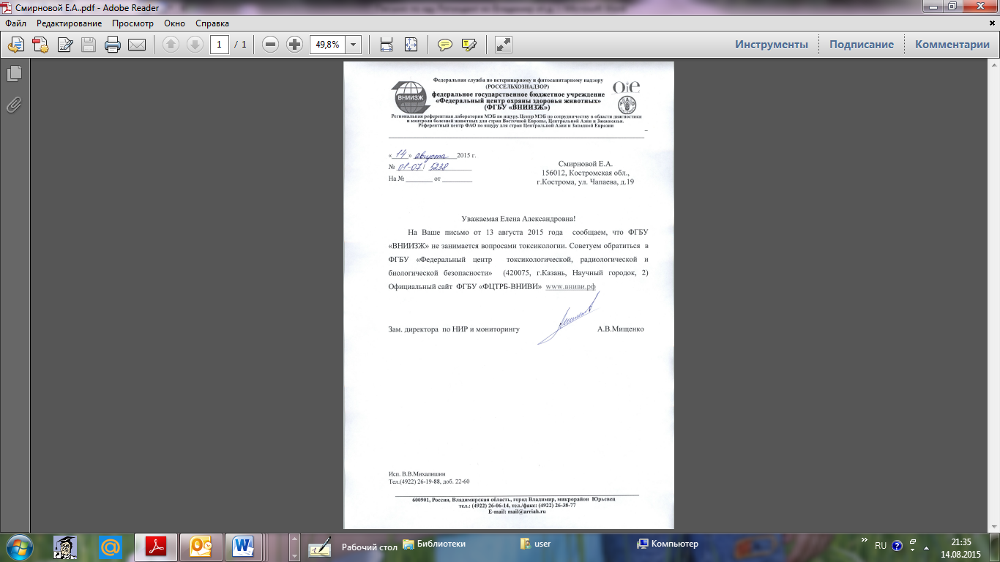 Смирновой Е.А..pdf - Adobe Reader
Файл Редактирование Просмотр Окно Справка
1 / 1 49,8% Инструменты Подписание Комментарии
Федеральная служба по ветеринарному и фитосанитарному надзору
(РОССЕЛЬХОЗНАДЗОР)
федеральное государственное бюджетное учреждение
«Федеральный центр охраны здоровья животных»
(ФГБУ «ВНИИЗЖ»)
ВНИИЗЖ
Oie
Региональная референтная лаборатория МЭБ по ящуру. Центр МЭБ по сотрудничеству в области диагностики
и контроля болезней животных для стран Восточной Европы, Центральной Азии и Закавказья.
Референтный центр ФАО по ящуру для стран Центральной Азии и Западной Евразии
«14» августа 2015 г.
№ 01-07/ 5238
На № ________ от _________
Смирновой Е.А.
156012, Костромская обл.,
г.Кострома, ул. Чапаева, д.19
Уважаемая Елена Александровна!
На Ваше письмо от 13 августа 2015 года сообщаем, что ФГБУ
«ВНИИЗЖ» не занимается вопросами токсикологии. Советуем обратиться в
ФГБУ «Федеральный центр токсикологической, радиологической и
биологической безопасности» (420075, г.Казань, Научный городок, 2)
Официальный сайт ФГБУ «ФЦТРБ-ВНИВИ» www.вниви.рф
Зам. директора по НИР и мониторингу А.В.Мищенко
Исп. В.В.Михалишин
Тел.(4922) 26-19-88, доб. 22-60
600901, Россия, Владимирская область, город Владимир, микрорайон Юрьевец
тел.: (4922) 26-06-14, тел./факс: (4922) 26-38-77
E-mail: mail@arriah.ru
Рабочий стол Библиотеки user Компьютер RU 21:35
14.08.2015